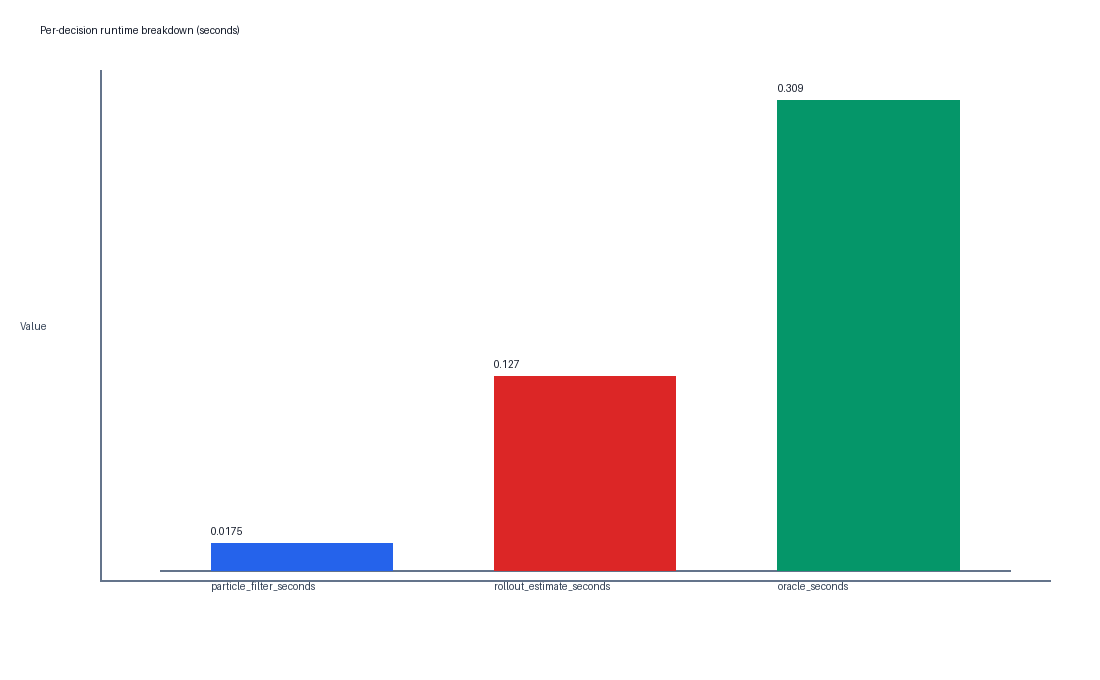 Per-decision runtime breakdown (seconds)
0.309
Value
0.127
0.0175
particle_filter_seconds rollout_estimate_seconds oracle_seconds